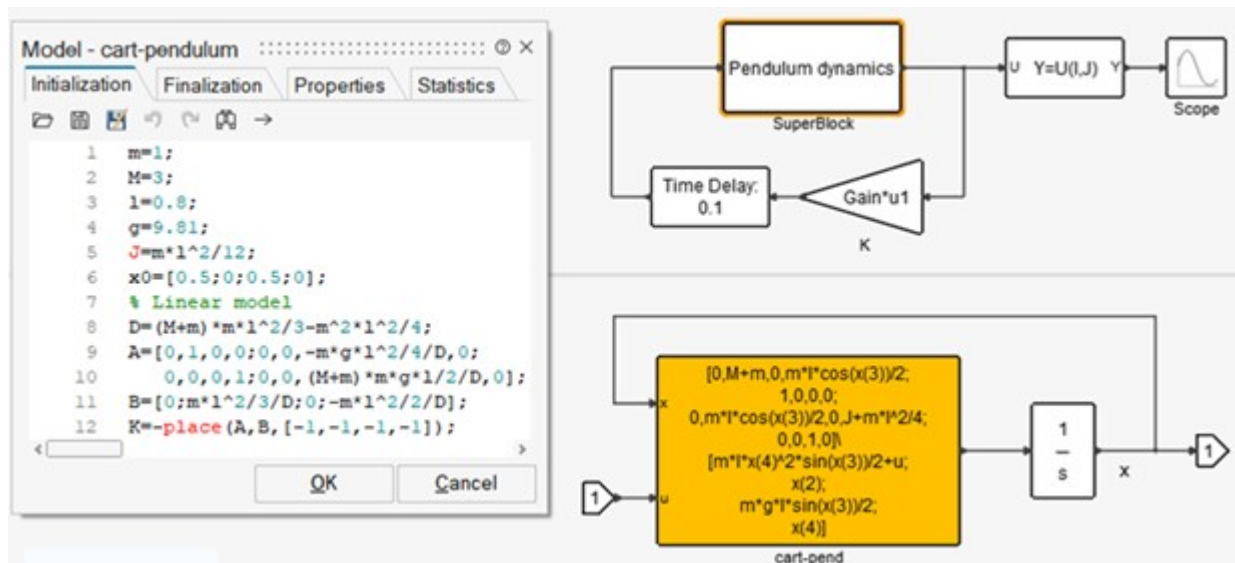 Model - cart-pendulum
Initialization Finalization Properties Statistics
1 m=1;
2 M=3;
3 l=0.8;
4 g=9.81;
5 J=m*l^2/12;
6 x0=[0.5;0;0.5;0];
7 % Linear model
8 D=(M+m)*m*l^2/3-m^2*l^2/4;
9 A=[0,1,0,0;0,0,-m*g*l^2/4/D,0;
10 0,0,0,1;0,0,(M+m)*m*g*l/2/D,0];
11 B=[0;m*l^2/3/D;0;-m*l^2/2/D];
12 K=-place(A,B,[-1,-1,-1,-1]);
OK Cancel
Pendulum dynamics
SuperBlock
U Y=U(I,J) Y
Scope
Time Delay:
0.1
Gain*u1
K
[0,M+m,0,m*l*cos(x(3))/2;
1,0,0,0;
0,m*l*cos(x(3))/2,0,J+m*l^2/4;
0,0,1,0]\
[m*l*x(4)^2*sin(x(3))/2+u;
x(2);
m*g*l*sin(x(3))/2;
x(4)]
x
u
cart-pend
1
1
s
x
1